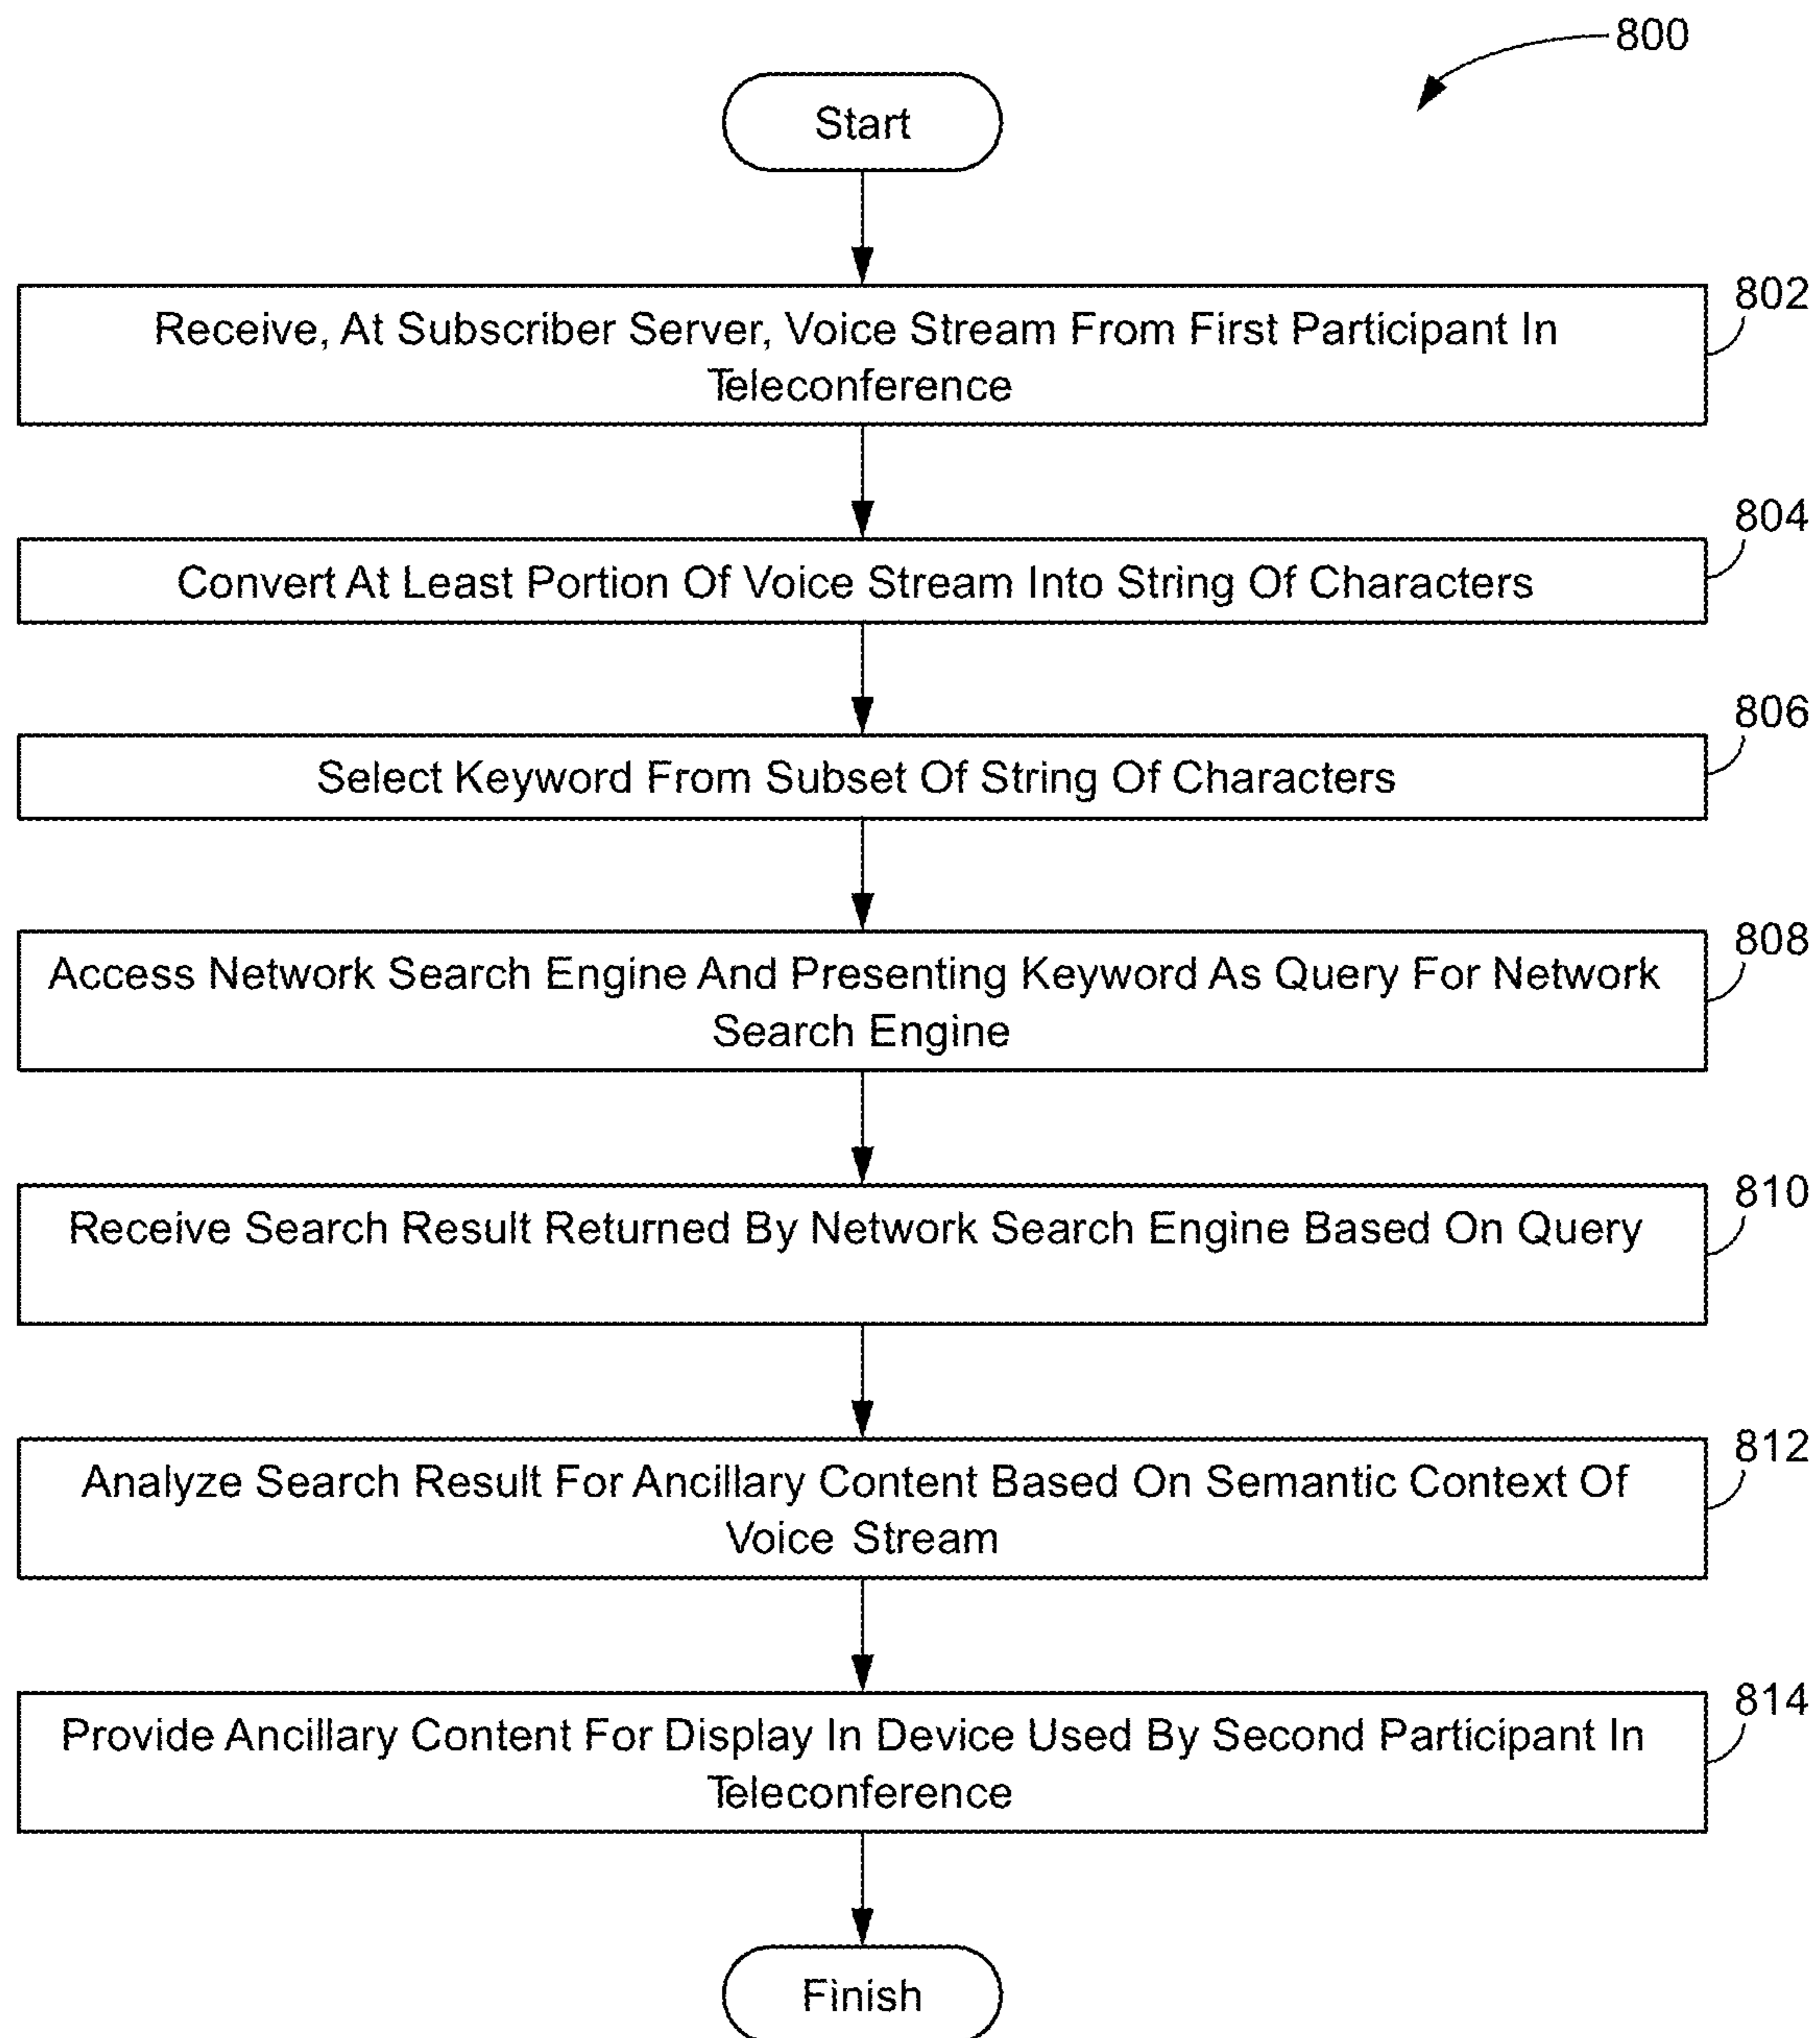 800
Start
802
Receive, At Subscriber Server, Voice Stream From First Participant In
Teleconference
804
Convert At Least Portion Of Voice Stream Into String Of Characters
806
Select Keyword From Subset Of String Of Characters
808
Access Network Search Engine And Presenting Keyword As Query For Network
Search Engine
810
Receive Search Result Returned By Network Search Engine Based On Query
812
Analyze Search Result For Ancillary Content Based On Semantic Context Of
Voice Stream
814
Provide Ancillary Content For Display In Device Used By Second Participant In
Teleconference
Finish